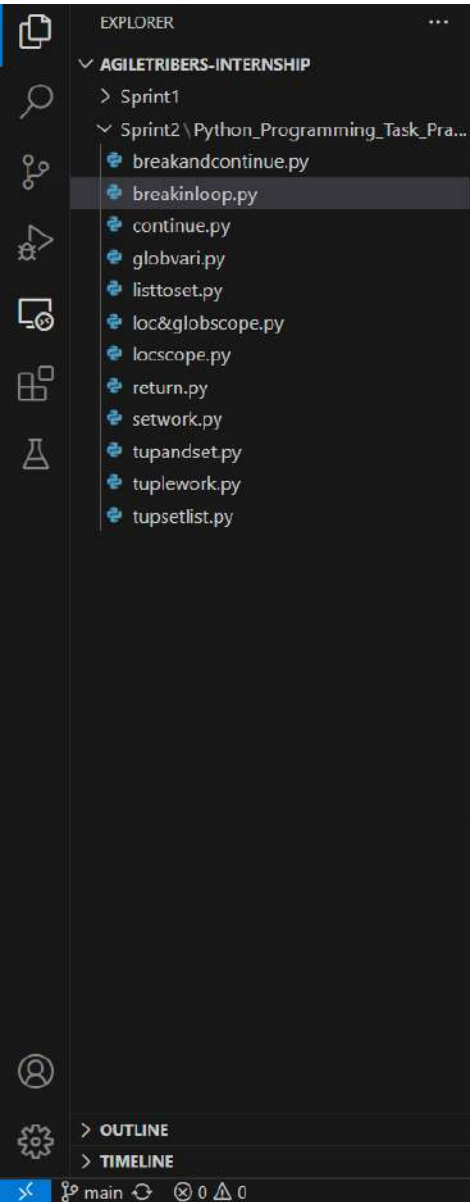 EXPLORER ...
AGILETRIBERS-INTERNSHIP
Sprint1
Sprint2\Python_Programming_Task_Pra...
breakandcontinue.py
breakinloop.py
continue.py
globvari.py
listtoset.py
loc&globscope.py
locscope.py
return.py
setwork.py
tupandset.py
tuplework.py
tupsetlist.py
OUTLINE
TIMELINE
main 0 0